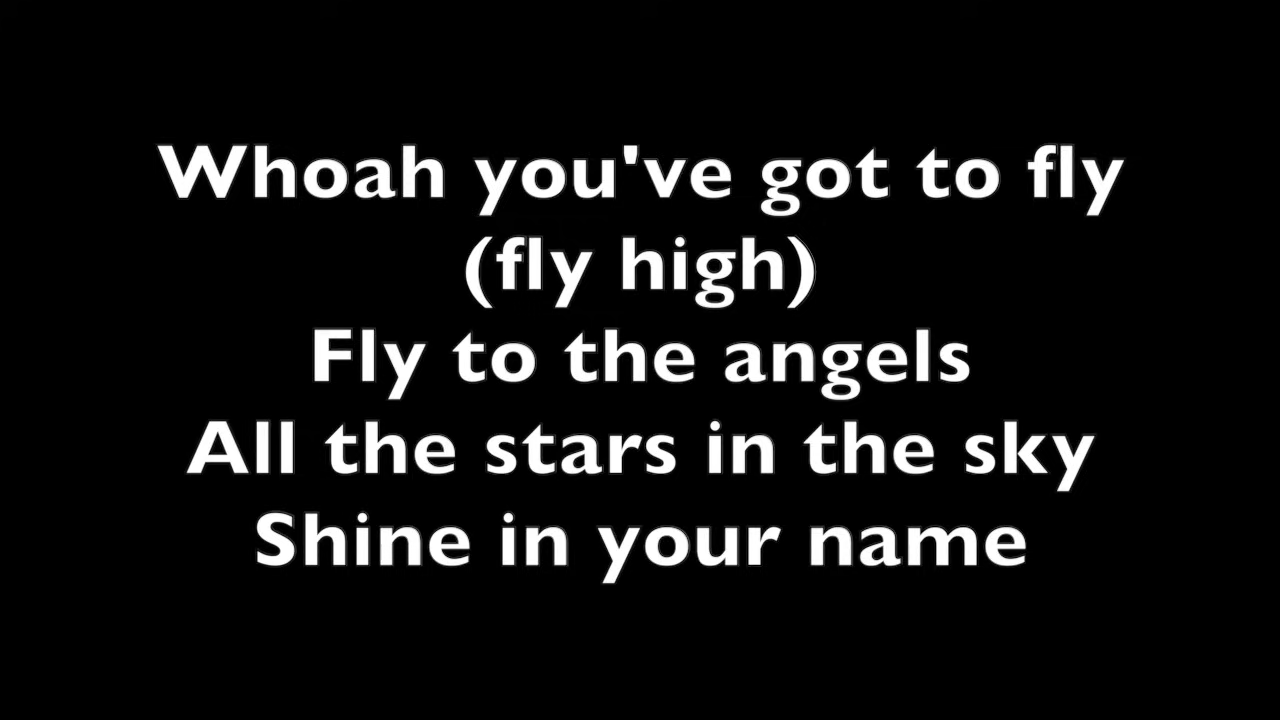 Whoah you've got to fly
(fly high)
Fly to the angels
All the stars in the sky
Shine in your name